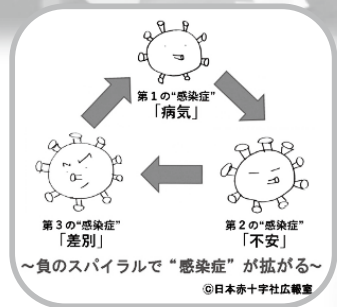 第1の“感染症”
「病気」
第3の“感染症”
「差別」
第2の“感染症”
「不安」
～負のスパイラルで“感染症”が拡がる～
©日本赤十字社広報室